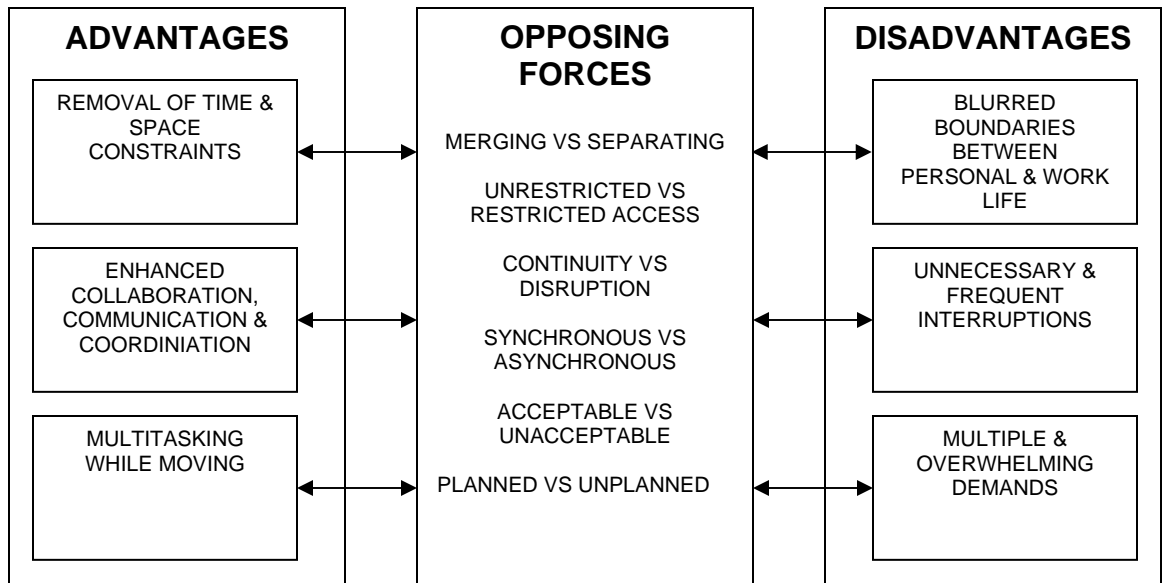 ADVANTAGES
REMOVAL OF TIME &
SPACE
CONSTRAINTS
ENHANCED
COLLABORATION,
COMMUNICATION &
COORDINIATION
MULTITASKING
WHILE MOVING
OPPOSING
FORCES
MERGING VS SEPARATING
UNRESTRICTED VS
RESTRICTED ACCESS
CONTINUITY VS
DISRUPTION
SYNCHRONOUS VS
ASYNCHRONOUS
ACCEPTABLE VS
UNACCEPTABLE
PLANNED VS UNPLANNED
DISADVANTAGES
BLURRED
BOUNDARIES
BETWEEN
PERSONAL & WORK
LIFE
UNNECESSARY &
FREQUENT
INTERRUPTIONS
MULTIPLE &
OVERWHELMING
DEMANDS